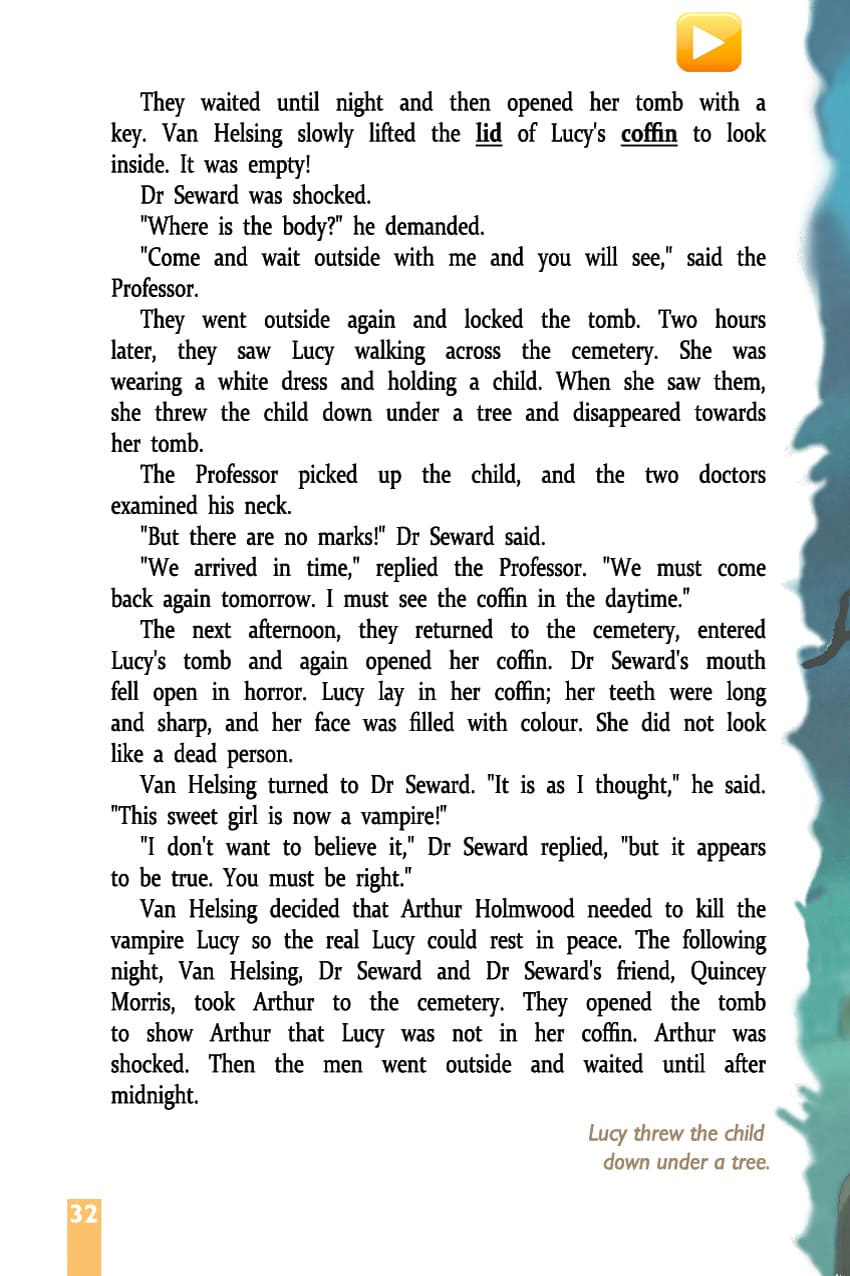 They waited until night and then opened her tomb with a
key. Van Helsing slowly lifted the lid of Lucy's coffin to look
inside. It was empty!
Dr Seward was shocked.
"Where is the body?" he demanded.
"Come and wait outside with me and you will see," said the
Professor.
They went outside again and locked the tomb. Two hours
later, they saw Lucy walking across the cemetery. She was
wearing a white dress and holding a child. When she saw them,
she threw the child down under a tree and disappeared towards
her tomb.
The Professor picked up the child, and the two doctors
examined his neck.
"But there are no marks!" Dr Seward said.
"We arrived in time," replied the Professor. "We must come
back again tomorrow. I must see the coffin in the daytime."
The next afternoon, they returned to the cemetery, entered
Lucy's tomb and again opened her coffin. Dr Seward's mouth
fell open in horror. Lucy lay in her coffin; her teeth were long
and sharp, and her face was filled with colour. She did not look
like a dead person.
Van Helsing turned to Dr Seward. "It is as I thought," he said.
"This sweet girl is now a vampire!"
"I don't want to believe it," Dr Seward replied, "but it appears
to be true. You must be right."
Van Helsing decided that Arthur Holmwood needed to kill the
vampire Lucy so the real Lucy could rest in peace. The following
night, Van Helsing, Dr Seward and Dr Seward's friend, Quincey
Morris, took Arthur to the cemetery. They opened the tomb
to show Arthur that Lucy was not in her coffin. Arthur was
shocked. Then the men went outside and waited until after
midnight.
Lucy threw the child
down under a tree.
32